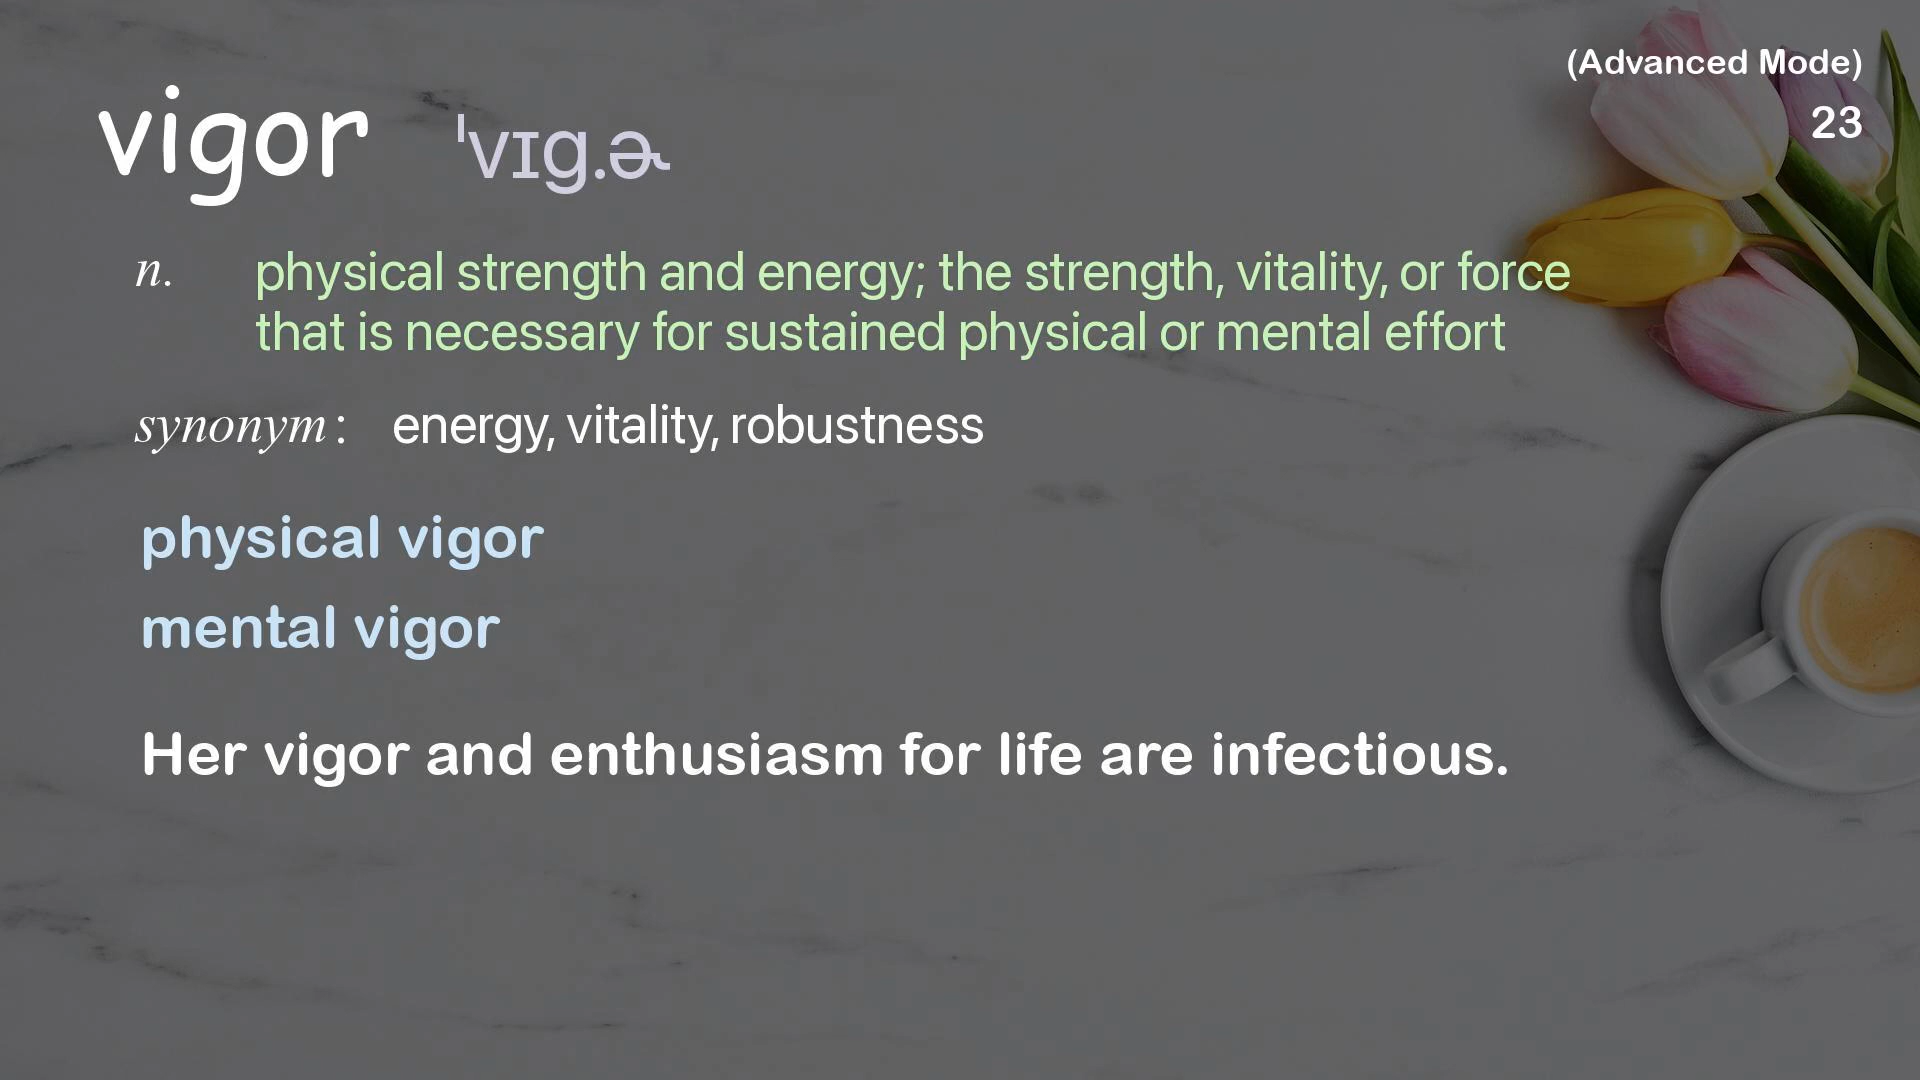 (Advanced Mode)
23
vigor ˈvɪg.ɚ
n. physical strength and energy; the strength, vitality, or force
that is necessary for sustained physical or mental effort
synonym : energy, vitality, robustness
physical vigor
mental vigor
Her vigor and enthusiasm for life are infectious.